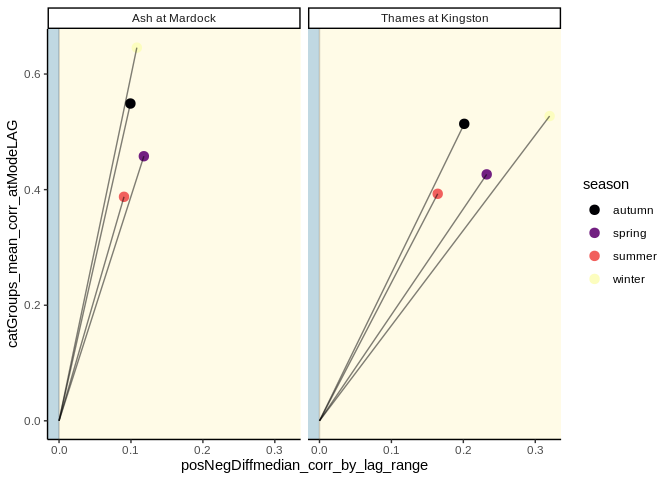 Ash at Mardock
Thames at Kingston
catGroups_mean_corr_atModeLAG
0.6
0.4
0.2
0.0
0.0 0.1 0.2 0.3
0.0 0.1 0.2 0.3
posNegDiffmedian_corr_by_lag_range
season
autumn
spring
summer
winter